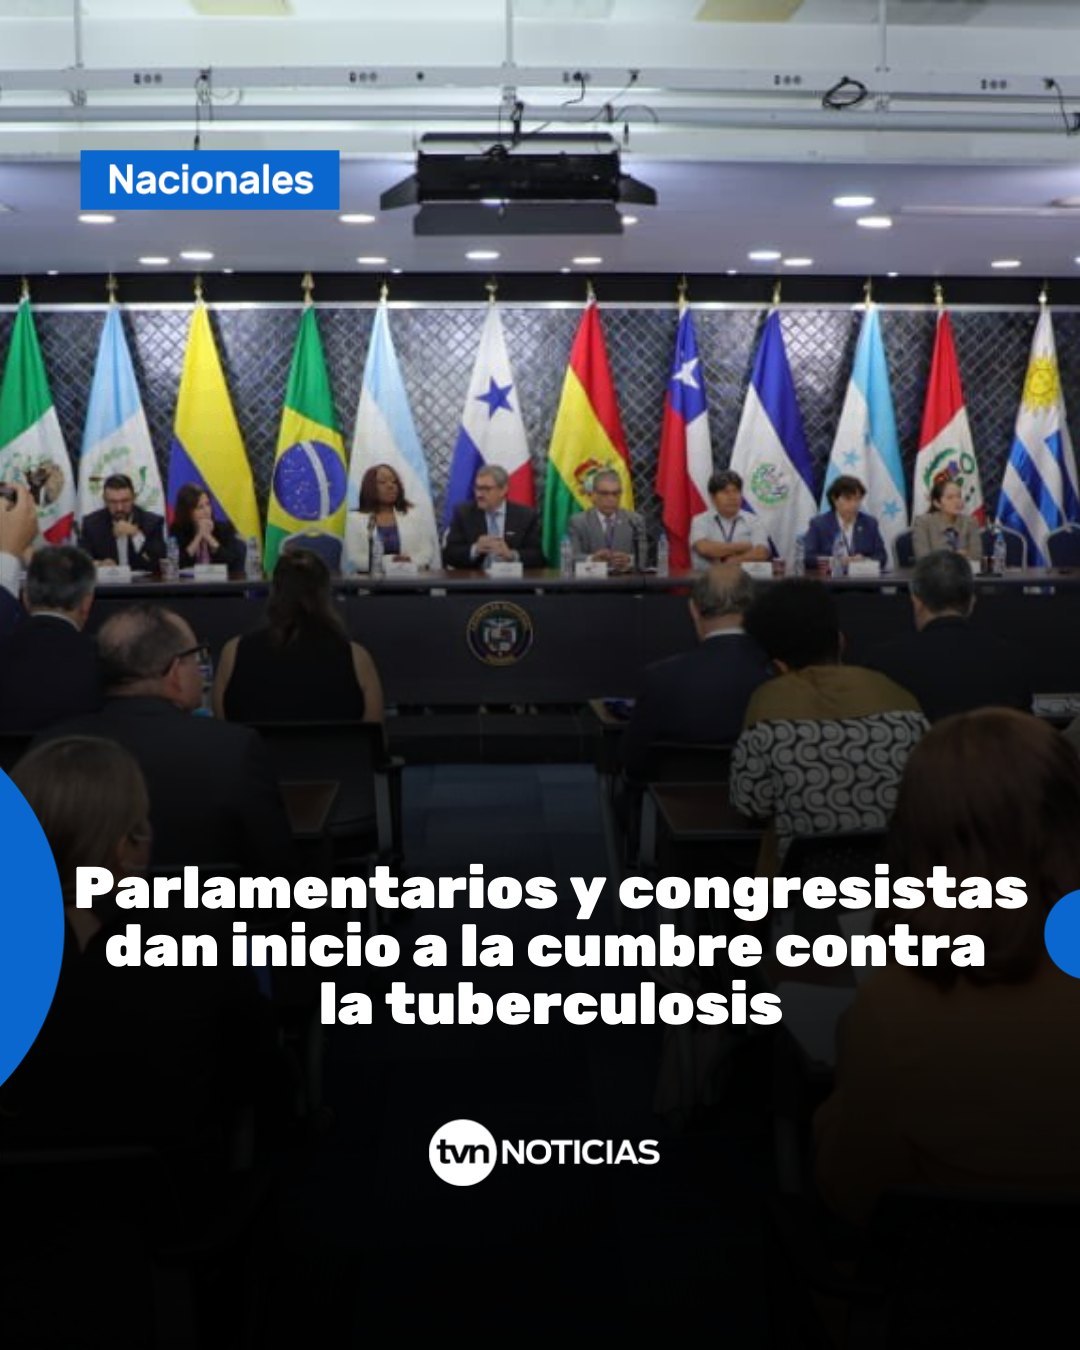 Nacionales
Parlamentarios y congresistas
dan inicio a la cumbre contra
la tuberculosis
tvn NOTICIAS